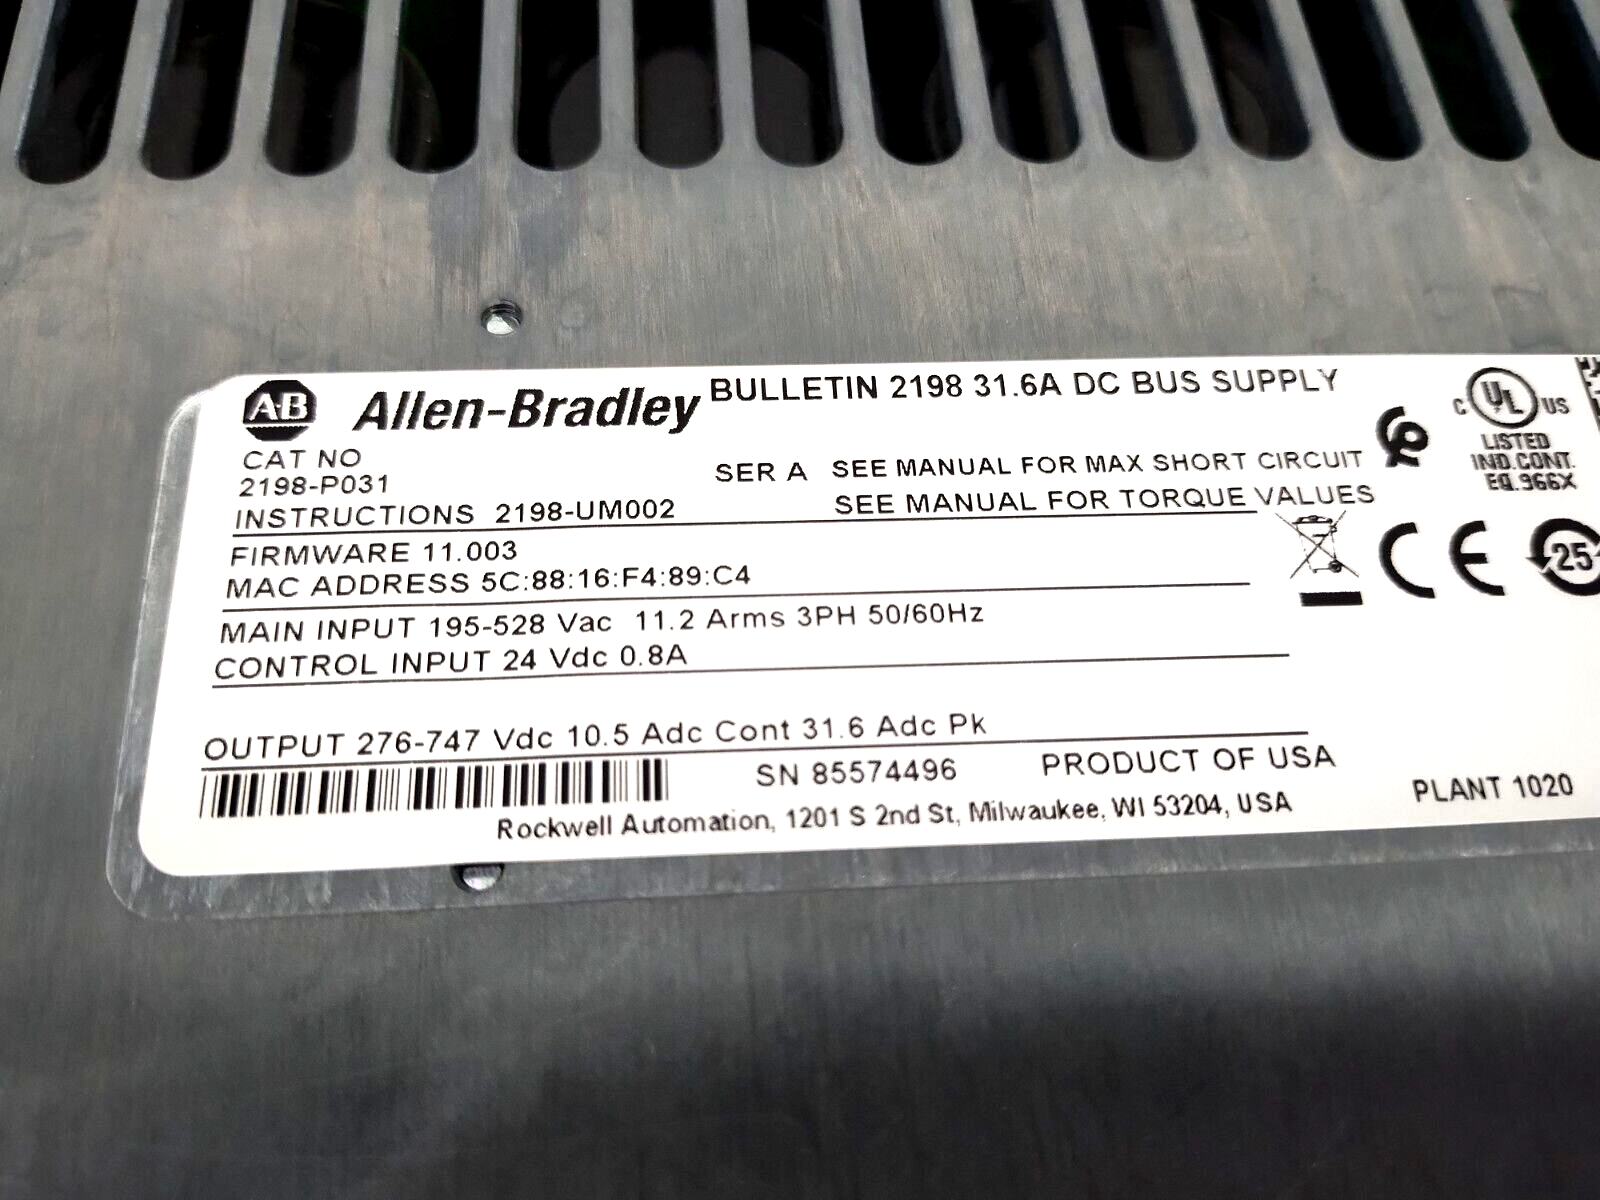 AB Allen-Bradley BULLETIN 2198 31.6A DC BUS SUPPLY
CAT NO
2198-P031
SER A SEE MANUAL FOR MAX SHORT CIRCUIT
INSTRUCTIONS 2198-UM002
SEE MANUAL FOR TORQUE VALUES
C UL US
LISTED
IND.CONT.
EQ.966X
FIRMWARE 11.003
MAC ADDRESS 5C:88:16:F4:89:C4
CE 25
MAIN INPUT 195-528 Vac 11.2 Arms 3PH 50/60Hz
CONTROL INPUT 24 Vdc 0.8A
OUTPUT 276-747 Vdc 10.5 Adc Cont 31.6 Adc Pk
SN 85574496 PRODUCT OF USA
PLANT 1020
Rockwell Automation, 1201 S 2nd St, Milwaukee, WI 53204, USA